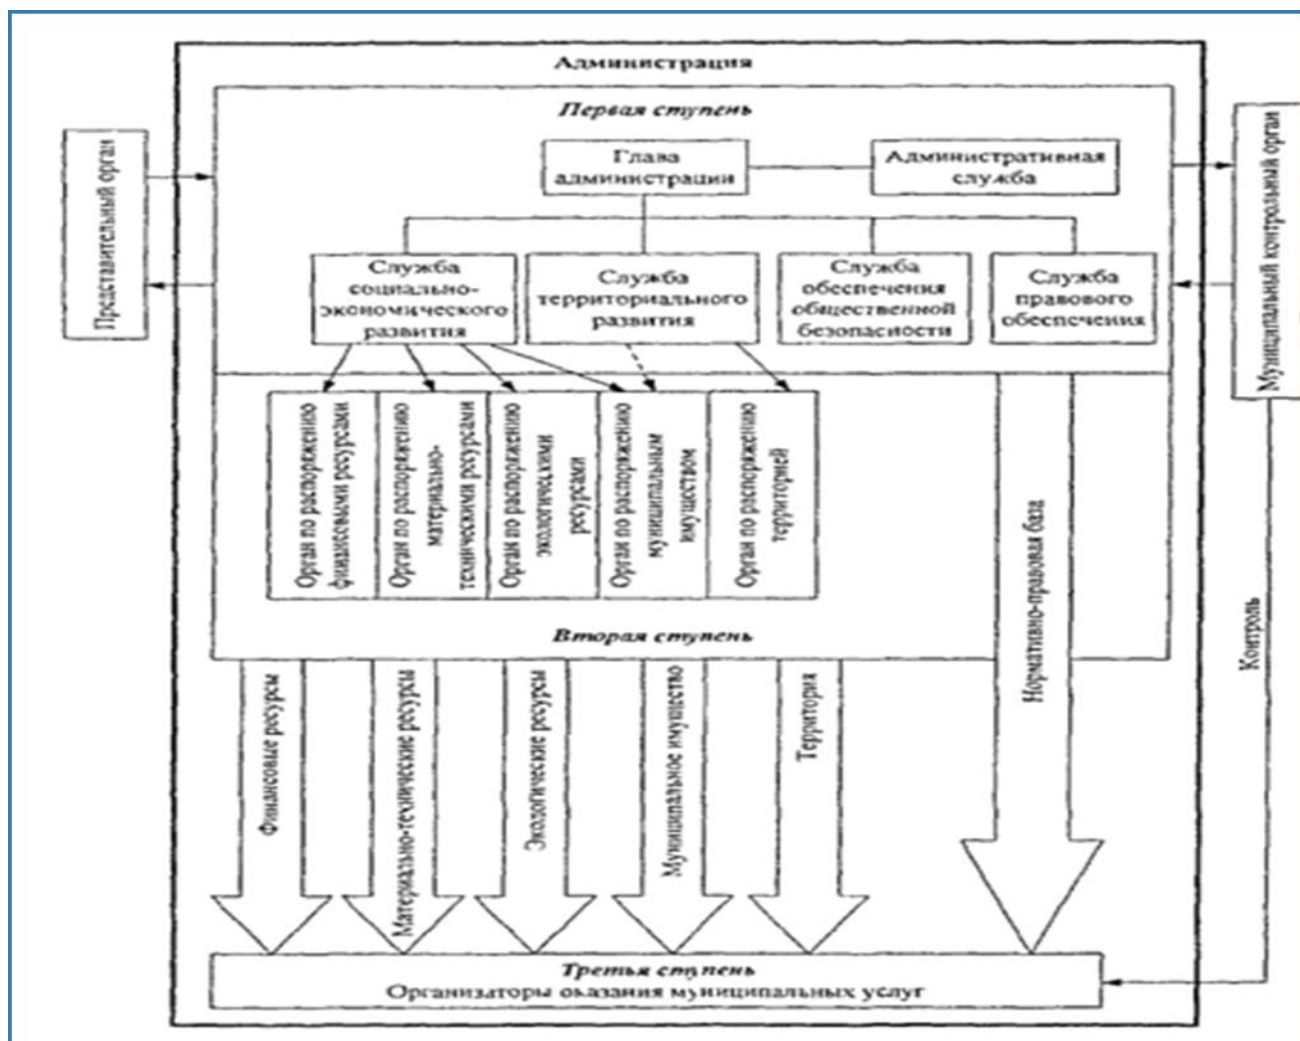 Администрация
Первая ступень
Представительный орган
Глава
администрации
Административная
служба
Муниципальный контрольный орган
Служба
социально-
экономического
развития
Служба
территориального
развития
Служба
обеспечения
общественной
безопасности
Служба
правового
обеспечения
Орган по распоряжению
финансовыми ресурсами
Орган по распоряжению
материально-
техническими ресурсами
Орган по распоряжению
экологическими
ресурсами
Орган по распоряжению
муниципальным
имуществом
Орган по распоряжению
территорией
Нормативно-правовая база
Контроль
Вторая ступень
Финансовые ресурсы
Материально-технические ресурсы
Экологические ресурсы
Муниципальное имущество
Территория
Третья ступень
Организаторы оказания муниципальных услуг